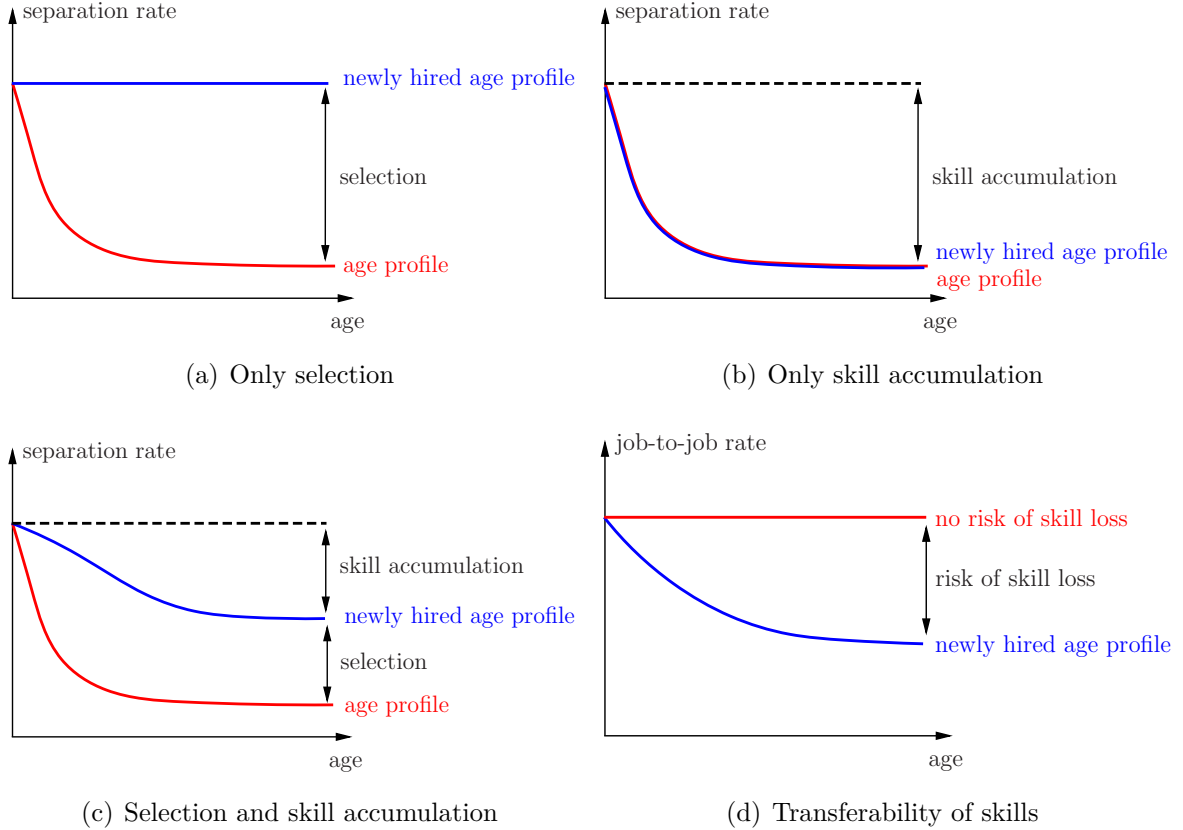 separation rate
newly hired age profile
selection
age profile
age
(a) Only selection
separation rate
skill accumulation
newly hired age profile
age profile
age
(b) Only skill accumulation
separation rate
skill accumulation
newly hired age profile
selection
age profile
age
(c) Selection and skill accumulation
job-to-job rate
no risk of skill loss
risk of skill loss
newly hired age profile
age
(d) Transferability of skills